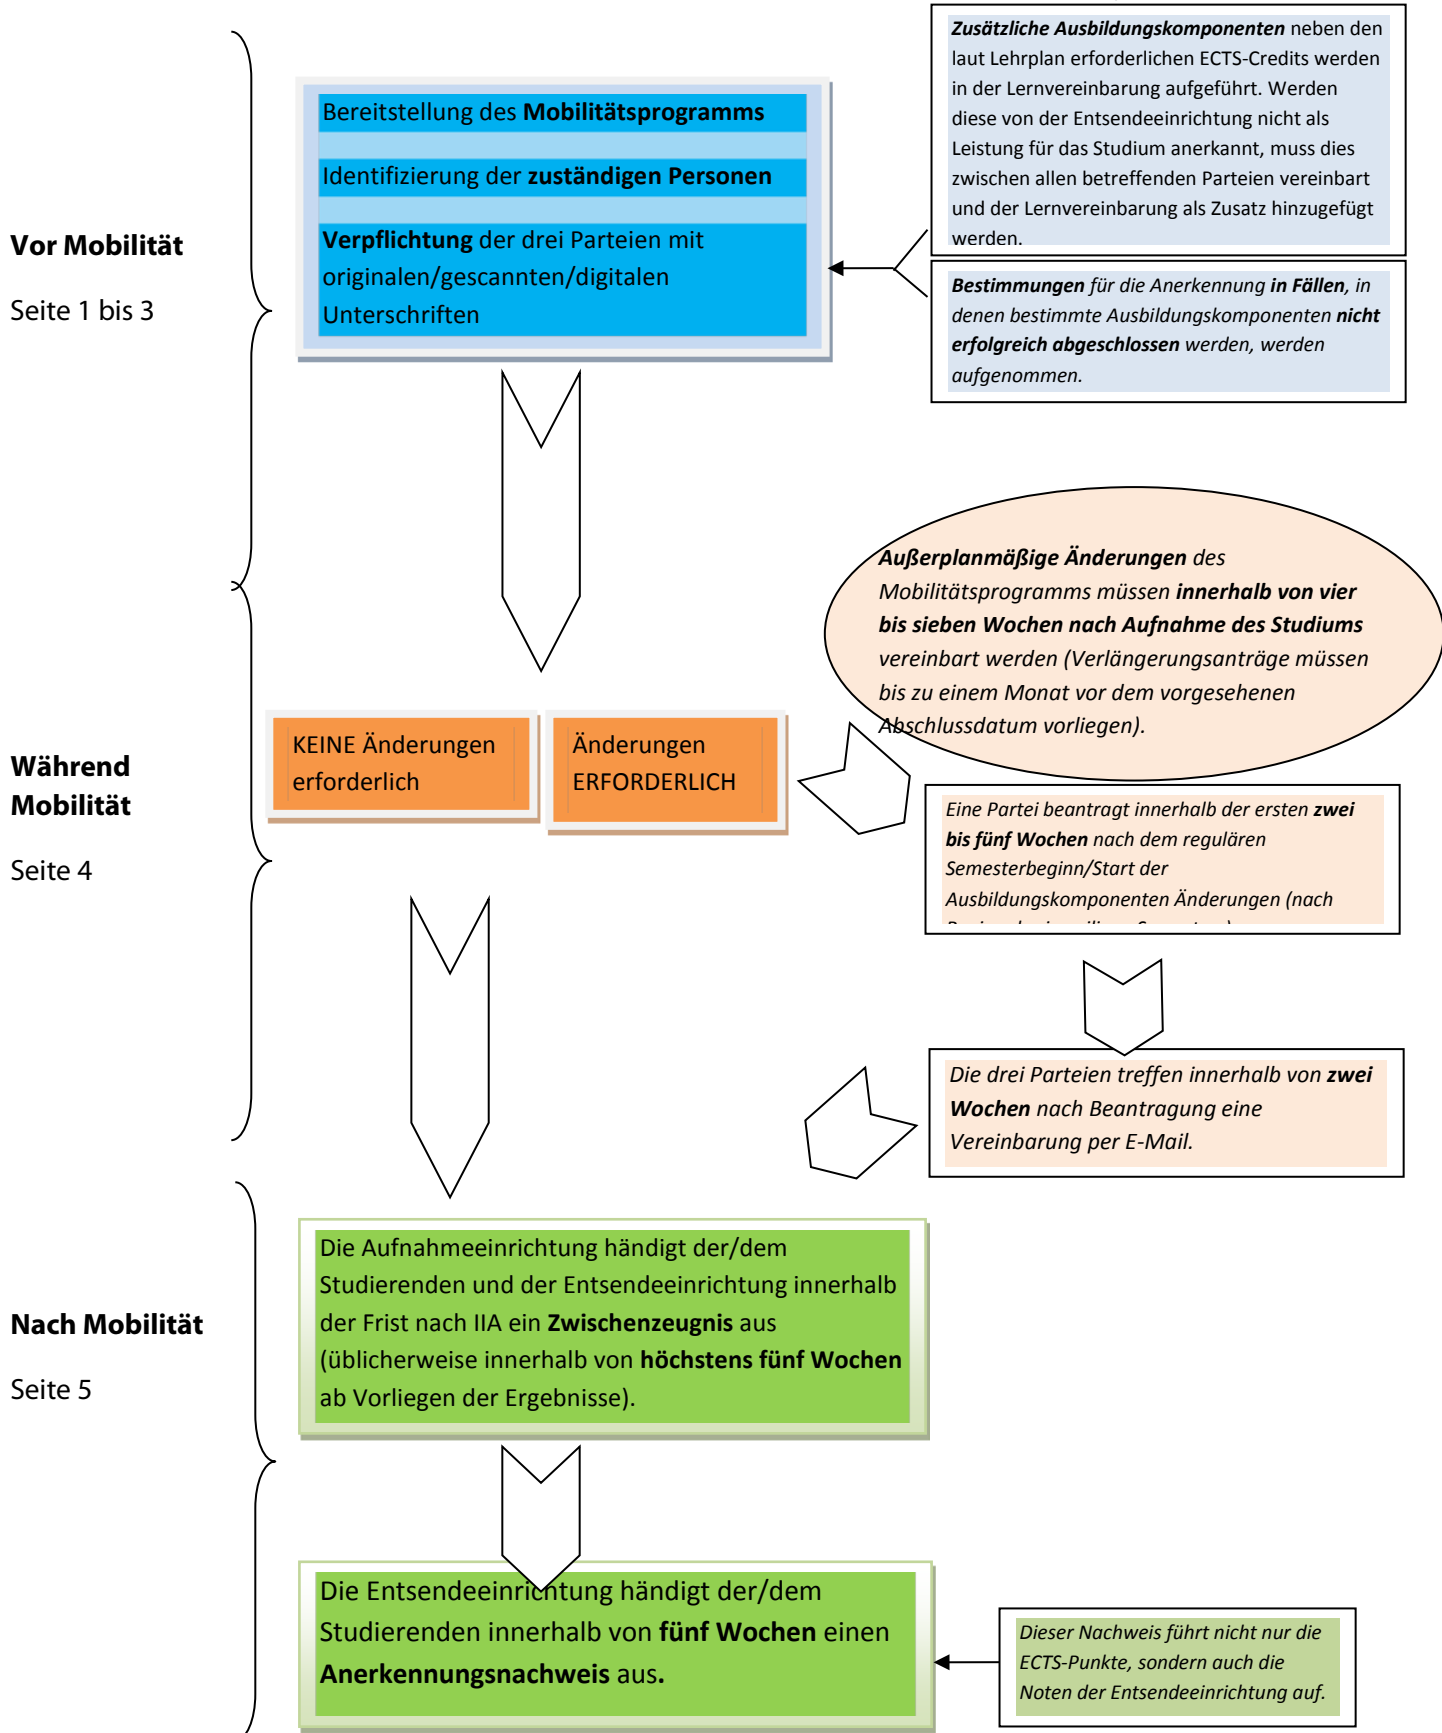 Vor Mobilität
Seite 1 bis 3
Bereitstellung des Mobilitätsprogramms
Identifizierung der zuständigen Personen
Verpflichtung der drei Parteien mit
originalen/gescannten/digitalen
Unterschriften
Zusätzliche Ausbildungskomponenten neben den
laut Lehrplan erforderlichen ECTS-Credits werden
in der Lernvereinbarung aufgeführt. Werden
diese von der Entsendeeinrichtung nicht als
Leistung für das Studium anerkannt, muss dies
zwischen allen betreffenden Parteien vereinbart
und der Lernvereinbarung als Zusatz hinzugefügt
werden.
Bestimmungen für die Anerkennung in Fällen, in
denen bestimmte Ausbildungskomponenten nicht
erfolgreich abgeschlossen werden, werden
aufgenommen.
Während
Mobilität
Seite 4
KEINE Änderungen
erforderlich
Änderungen
ERFORDERLICH
Außerplanmäßige Änderungen des
Mobilitätsprogramms müssen innerhalb von vier
bis sieben Wochen nach Aufnahme des Studiums
vereinbart werden (Verlängerungsanträge müssen
bis zu einem Monat vor dem vorgesehenen
Abschlussdatum vorliegen).
Eine Partei beantragt innerhalb der ersten zwei
bis fünf Wochen nach dem regulären
Semesterbeginn/Start der
Ausbildungskomponenten Änderungen (nach
Die drei Parteien treffen innerhalb von zwei
Wochen nach Beantragung eine
Vereinbarung per E-Mail.
Nach Mobilität
Seite 5
Die Aufnahmeeinrichtung händigt der/dem
Studierenden und der Entsendeeinrichtung innerhalb
der Frist nach IIA ein Zwischenzeugnis aus
(üblicherweise innerhalb von höchstens fünf Wochen
ab Vorliegen der Ergebnisse).
Die Entsendeeinrichtung händigt der/dem
Studierenden innerhalb von fünf Wochen einen
Anerkennungsnachweis aus.
Dieser Nachweis führt nicht nur die
ECTS-Punkte, sondern auch die
Noten der Entsendeeinrichtung auf.